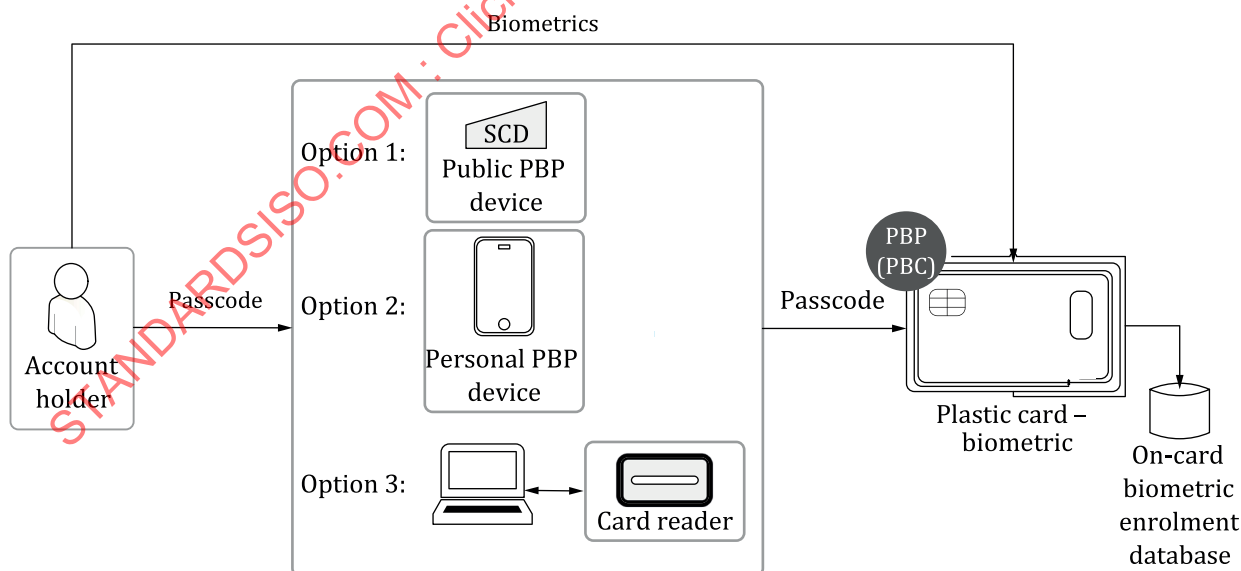 Biometrics
STANDARDSISO.COM : Clic
SCD
Option 1:
Public PBP
device
PBP
(PBC)
Passcode
Option 2:
Passcode
Account
holder
Personal PBP
device
Plastic card –
biometric
Option 3:
Card reader
On-card
biometric
enrolment
database